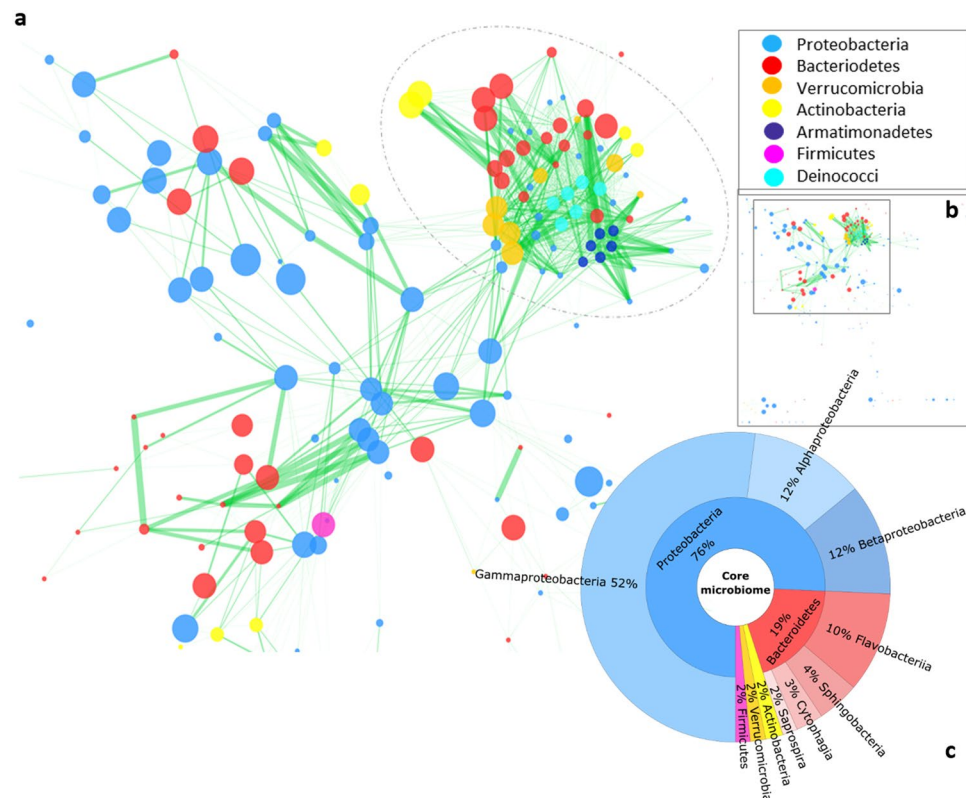 a
Proteobacteria
Bacteriodetes
Verrucomicrobia
Actinobacteria
Armatimonadetes
Firmicutes
Deinococci
b
12% Alphaproteobacteria
12% Betaproteobacteria
Proteobacteria
76%
Gammaproteobacteria 52%
Core
microbiome
19%
Bacteroidetes
10% Flavobacteriia
4% Sphingobacteria
3% Cytophagia
2% Saprospira
2% Actinobacteria
2% Verrucomicrobia
2% Firmicutes
c